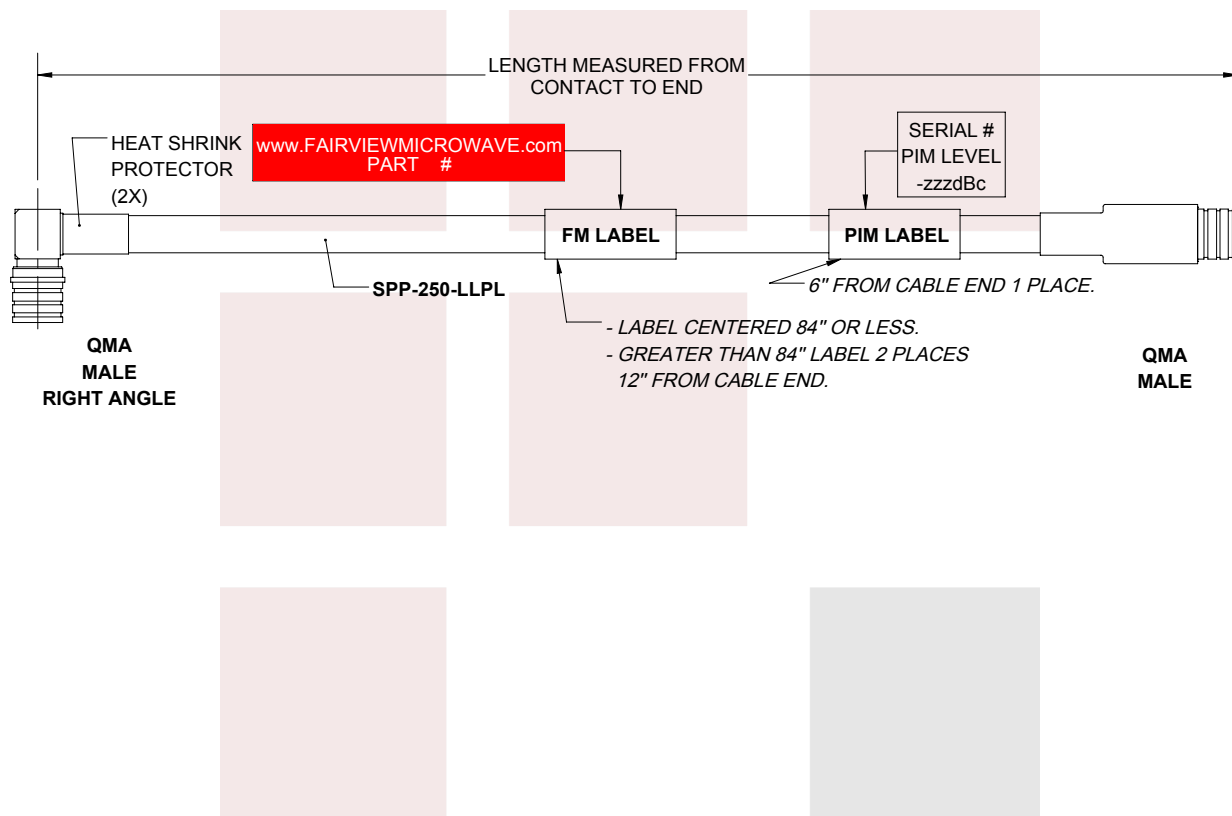 LENGTH MEASURED FROM
CONTACT TO END
HEAT SHRINK
PROTECTOR
(2X)
www.FAIRVIEWMICROWAVE.com
PART #
SERIAL #
PIM LEVEL
-zzzdBc
FM LABEL
PIM LABEL
SPP-250-LLPL
6" FROM CABLE END 1 PLACE.
- LABEL CENTERED 84" OR LESS.
- GREATER THAN 84" LABEL 2 PLACES
12" FROM CABLE END.
QMA
MALE
RIGHT ANGLE
QMA
MALE